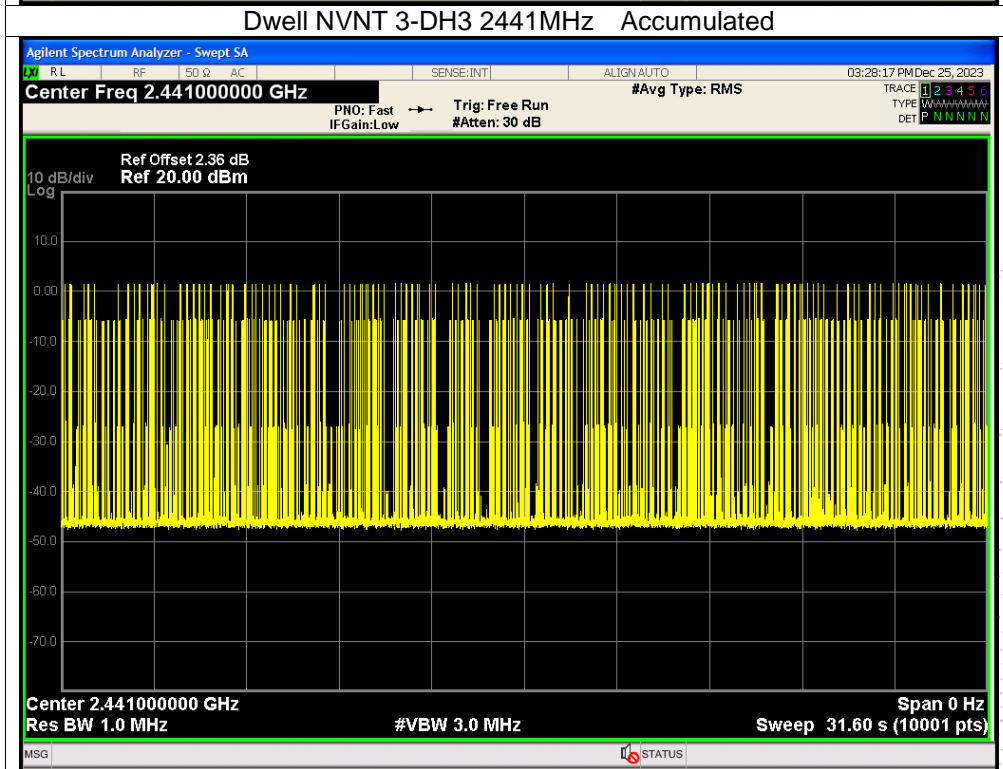 Dwell NVNT 3-DH3 2441MHz Accumulated
Agilent Spectrum Analyzer - Swept SA
LXI RL RF 50 Ω AC SENSE:INT ALIGN AUTO 03:28:17 PM Dec 25, 2023
Center Freq 2.441000000 GHz #Avg Type: RMS TRACE 1 2 3 4 5 6
PNO: Fast Trig: Free Run TYPE W
IFGain:Low #Atten: 30 dB DET P N N N N N
Ref Offset 2.36 dB
10 dB/div Ref 20.00 dBm
Log
10.0
0.00
-10.0
-20.0
-30.0
-40.0
-50.0
-60.0
-70.0
Center 2.441000000 GHz Span 0 Hz
Res BW 1.0 MHz #VBW 3.0 MHz Sweep 31.60 s (10001 pts)
MSG STATUS